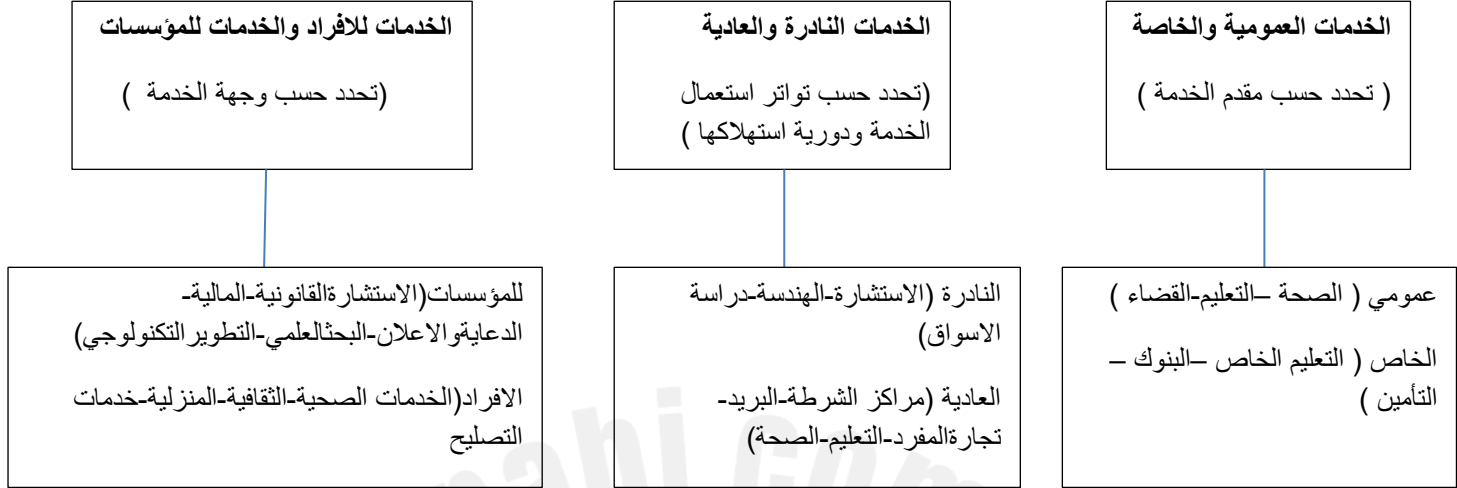 الخدمات العمومية والخاصة
( تحدد حسب مقدم الخدمة )
الخدمات النادرة والعادية
(تحدد حسب تواتر استعمال
الخدمة ودورية استهلاكها )
الخدمات للافراد والخدمات للمؤسسات
(تحدد حسب وجهة الخدمة )
عمومي ( الصحة –التعليم-القضاء )
الخاص ( التعليم الخاص –البنوك –
التأمين )
النادرة (الاستشارة-الهندسة-دراسة
الاسواق)
العادية (مراكز الشرطة-البريد-
تجارةالمفرد-التعليم-الصحة)
للمؤسسات(الاستشارةالقانونية-المالية-
الدعايةوالاعلان-البحثالعلمي-التطويرالتكنولوجي)
الافراد(الخدمات الصحية-الثقافية-المنزلية-خدمات
التصليح